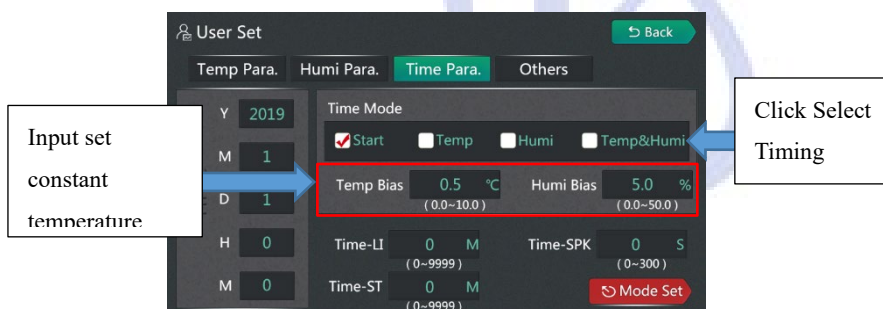 User Set
Back
Temp Para. Humi Para. Time Para. Others
Y 2019
M 1
D 1
H 0
M 0
Time Mode
Start Temp Humi Temp&Humi
Temp Bias 0.5 ℃ Humi Bias 5.0 %
(0.0~10.0) (0.0~50.0)
Time-LI 0 M Time-SPK 0 S
(0~9999) (0~300)
Time-ST 0 M
(0~9999)
Mode Set
Input set
constant
temperature
Click Select
Timing